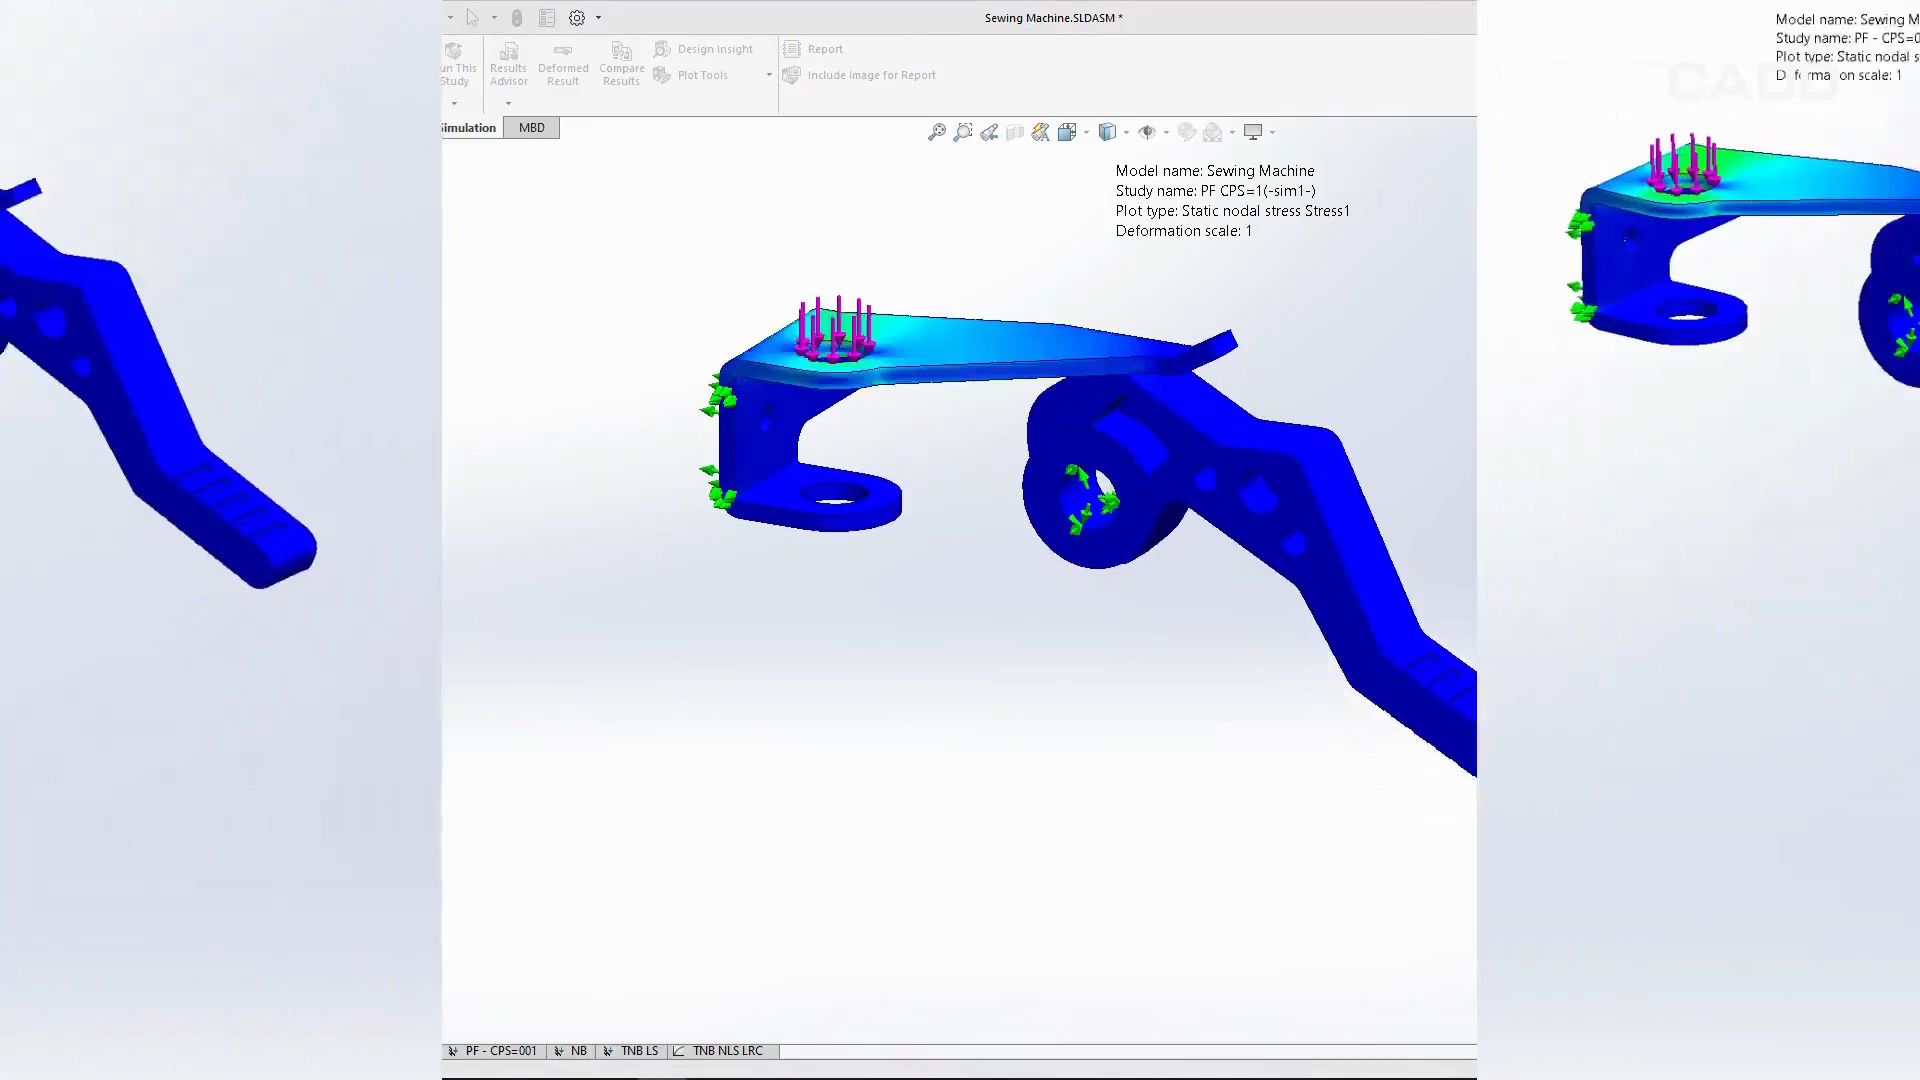 Sewing Machine.SLDASM *
un This
Study
Results
Advisor
Deformed
Result
Compare
Results
Design Insight
Plot Tools
Report
Include Image for Report
Simulation
MBD
Model name: Sewing Machine
Study name: PF CPS=1(-sim1-)
Plot type: Static nodal stress Stress1
Deformation scale: 1
PF - CPS=001
NB
TNB LS
TNB NLS LRC
Model name: Sewing M
Study name: PF - CPS=0
Plot type: Static nodal s
Deformation scale: 1
CADD